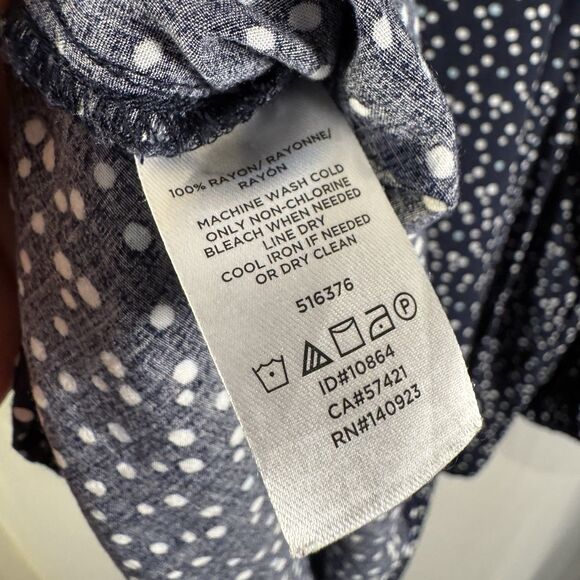 100% RAYON/ RAYONNE/
RAYÓN
MACHINE WASH COLD
ONLY NON-CHLORINE
BLEACH WHEN NEEDED
LINE DRY
COOL IRON IF NEEDED
OR DRY CLEAN
516376
P
ID#10864
CA#57421
RN#140923